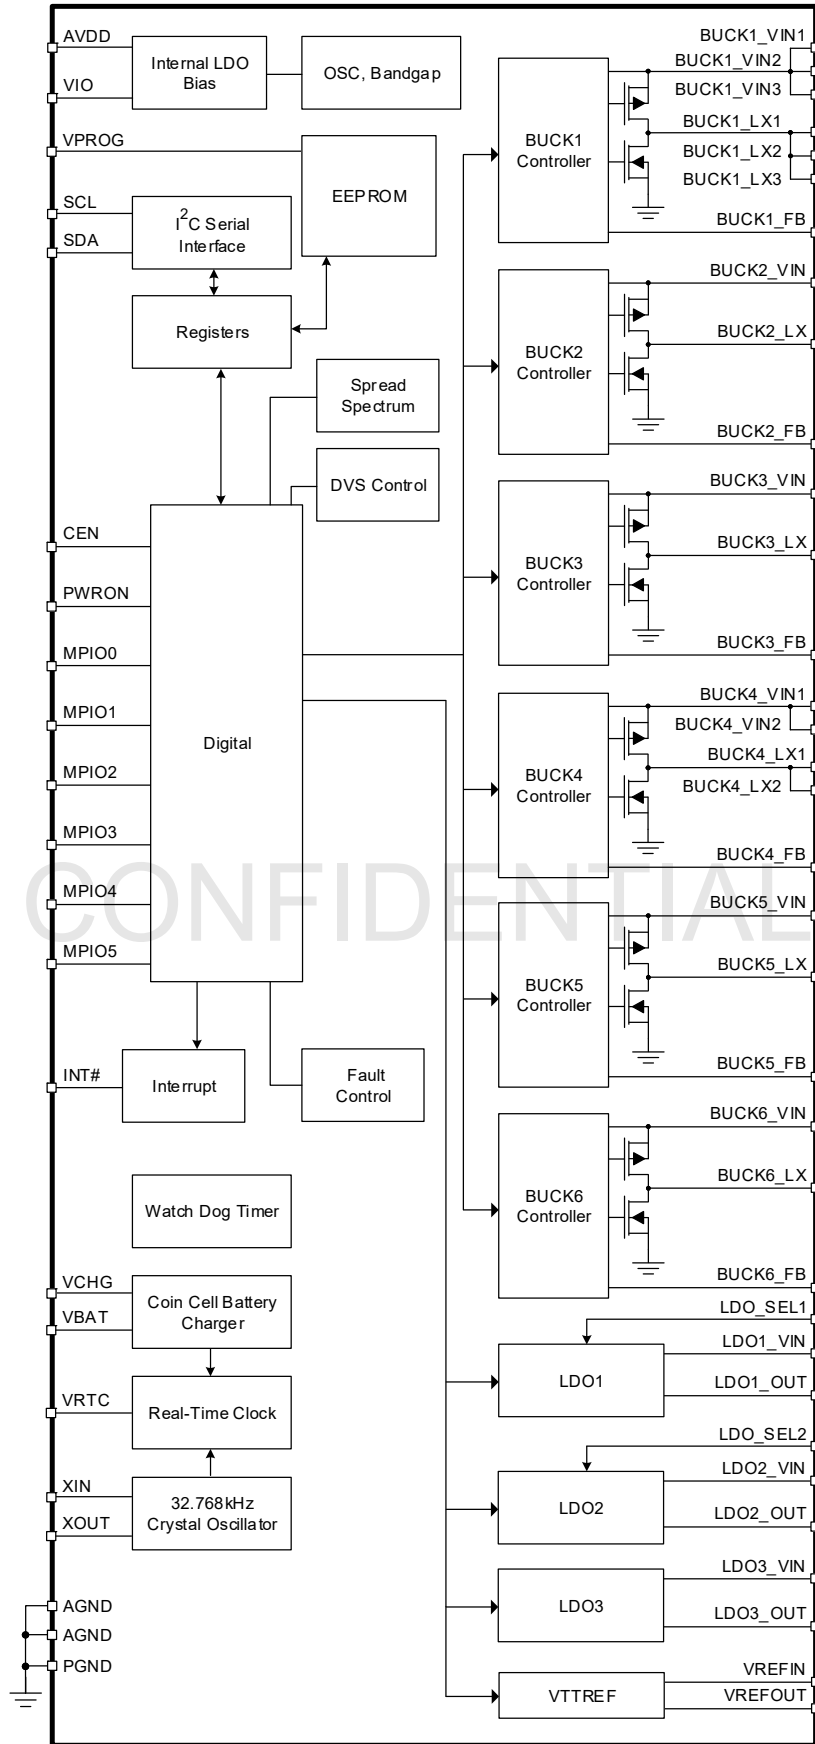 AVDD
VIO
Internal LDO
Bias
OSC, Bandgap
VPROG
EEPROM
SCL
SDA
I2C Serial
Interface
Registers
Spread
Spectrum
DVS Control
CEN
PWRON
MPIO0
MPIO1
MPIO2
MPIO3
MPIO4
MPIO5
Digital
INT#
Interrupt
Fault
Control
Watch Dog Timer
VCHG
VBAT
Coin Cell Battery
Charger
VRTC
Real-Time Clock
XIN
XOUT
32.768kHz
Crystal Oscillator
AGND
AGND
PGND
BUCK1
Controller
BUCK1_VIN1
BUCK1_VIN2
BUCK1_VIN3
BUCK1_LX1
BUCK1_LX2
BUCK1_LX3
BUCK1_FB
BUCK2
Controller
BUCK2_VIN
BUCK2_LX
BUCK2_FB
BUCK3
Controller
BUCK3_VIN
BUCK3_LX
BUCK3_FB
BUCK4
Controller
BUCK4_VIN1
BUCK4_VIN2
BUCK4_LX1
BUCK4_LX2
BUCK4_FB
CONFIDENTIAL
BUCK5
Controller
BUCK5_VIN
BUCK5_LX
BUCK5_FB
BUCK6
Controller
BUCK6_VIN
BUCK6_LX
BUCK6_FB
LDO_SEL1
LDO1
LDO1_VIN
LDO1_OUT
LDO_SEL2
LDO2
LDO2_VIN
LDO2_OUT
LDO3
LDO3_VIN
LDO3_OUT
VTTREF
VREFIN
VREFOUT